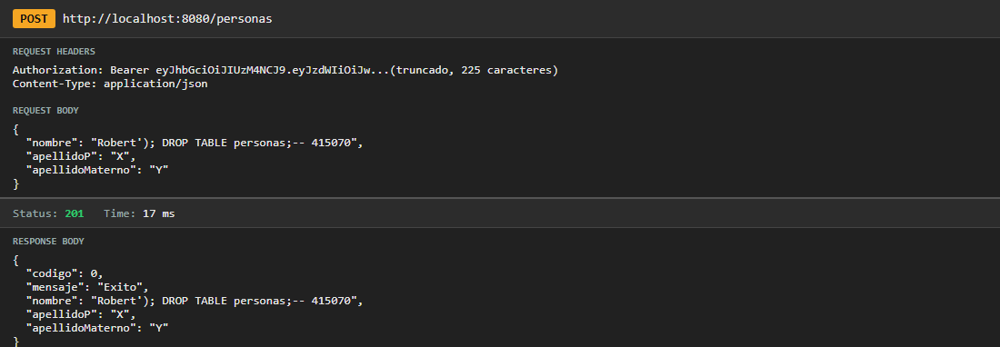 POST http://localhost:8080/personas
REQUEST HEADERS
Authorization: Bearer eyJhbGciOiJIUzM4NCJ9.eyJzdWIiOiJw...(truncado, 225 caracteres)
Content-Type: application/json
REQUEST BODY
{
  "nombre": "Robert'); DROP TABLE personas;-- 415070",
  "apellidoP": "X",
  "apellidoMaterno": "Y"
}
Status: 201 Time: 17 ms
RESPONSE BODY
{
  "codigo": 0,
  "mensaje": "Exito",
  "nombre": "Robert'); DROP TABLE personas;-- 415070",
  "apellidoP": "X",
  "apellidoMaterno": "Y"
}